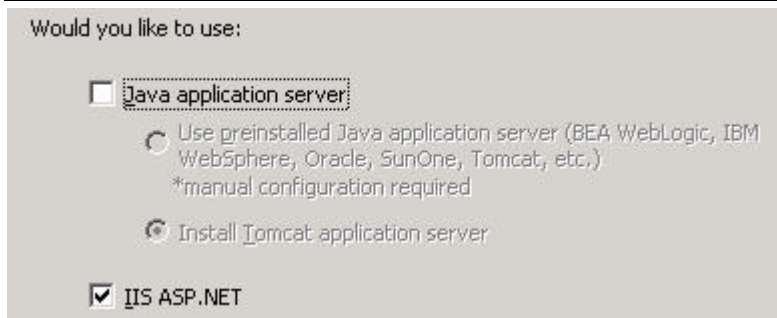 Would you like to use:
Java application server
Use preinstalled Java application server (BEA WebLogic, IBM
WebSphere, Oracle, SunOne, Tomcat, etc.)
*manual configuration required
Install Tomcat application server
IIS ASP.NET